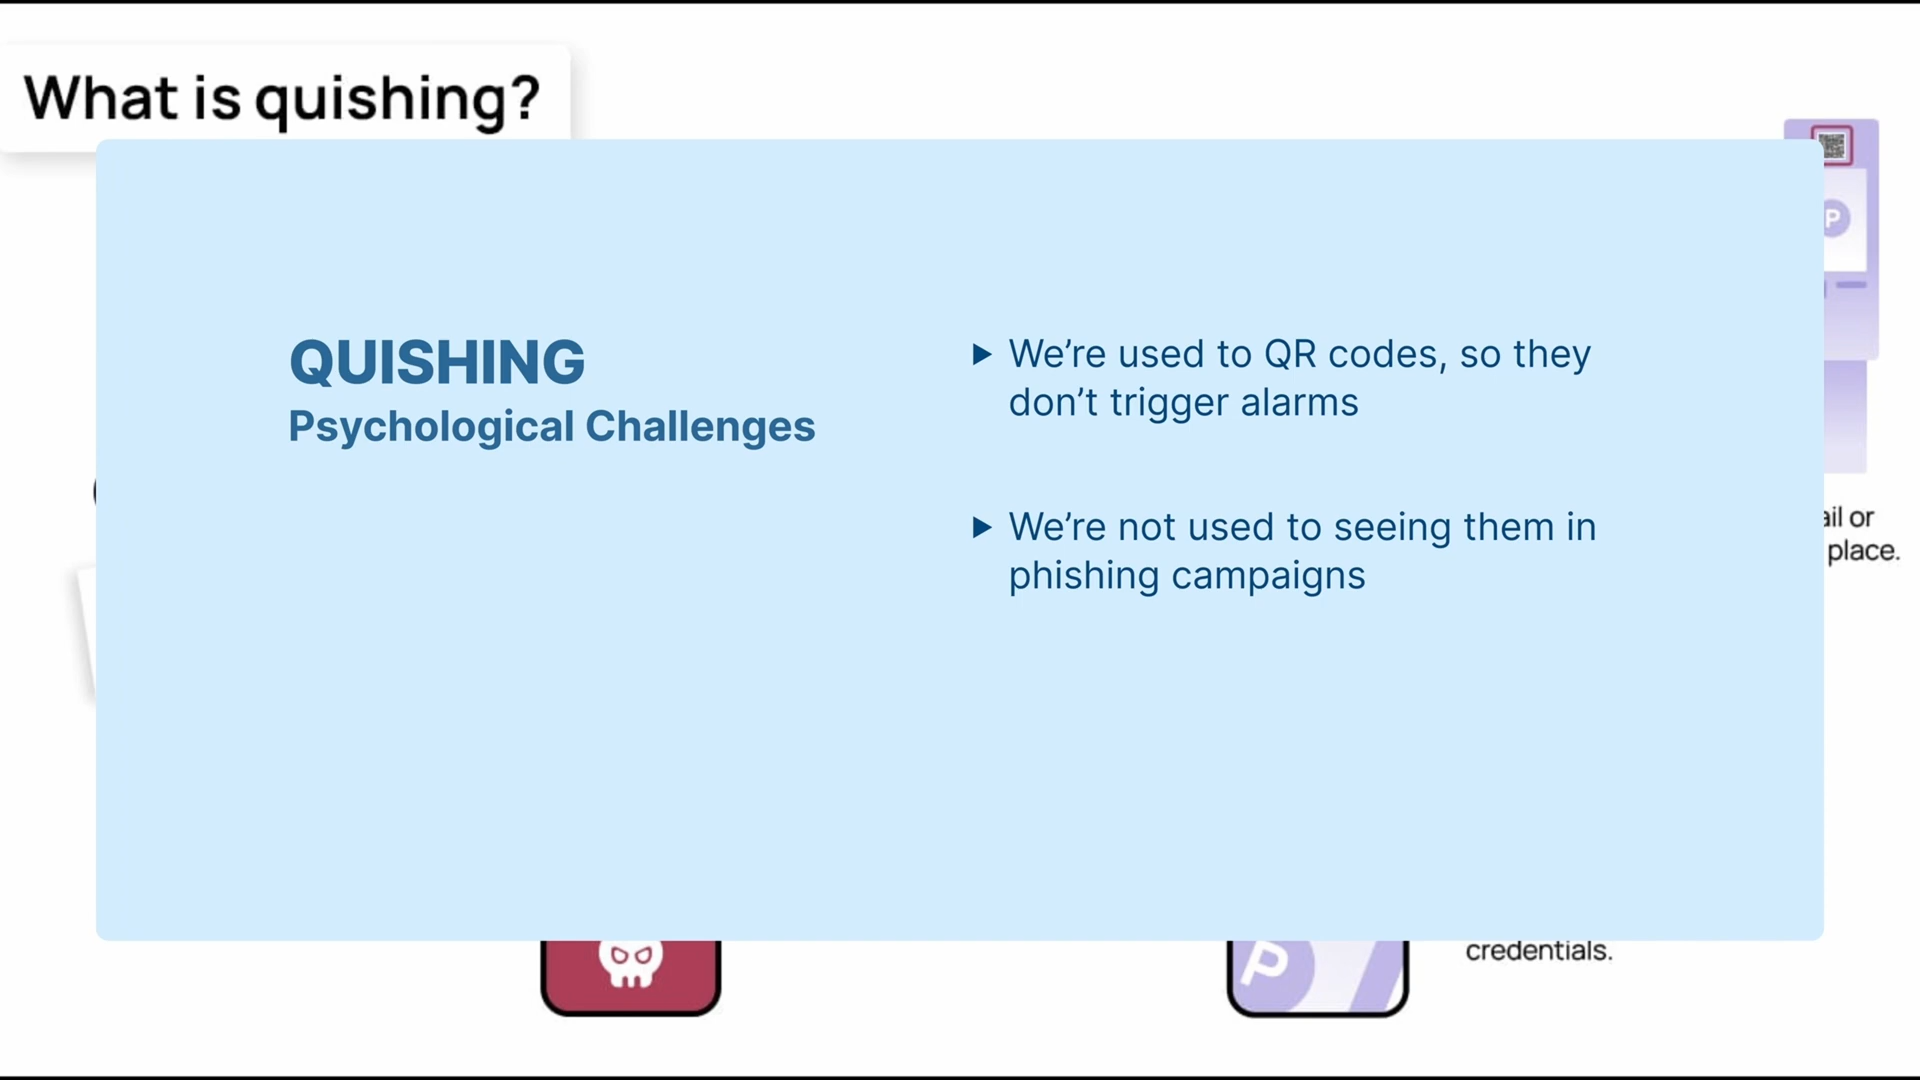 What is quishing?
P
QUISHING
Psychological Challenges
▶ We’re used to QR codes, so they
don’t trigger alarms
▶ We’re not used to seeing them in
phishing campaigns
or
place.
P
credentials.